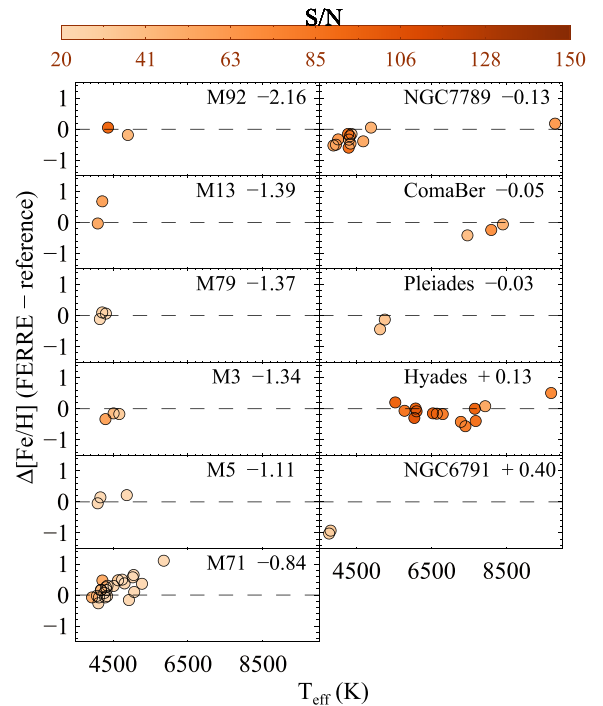 S/N
20 41 63 85 106 128 150
1 M92 −2.16 NGC7789 −0.13
0
−1
1 M13 −1.39 ComaBer −0.05
0
−1
1 M79 −1.37 Pleiades −0.03
0
−1
1 M3 −1.34 Hyades +0.13
0
−1
1 M5 −1.11 NGC6791 +0.40
0
−1
1 M71 −0.84
0
−1
4500 6500 8500
4500 6500 8500
Δ[Fe/H] (FERRE − reference)
Teff (K)